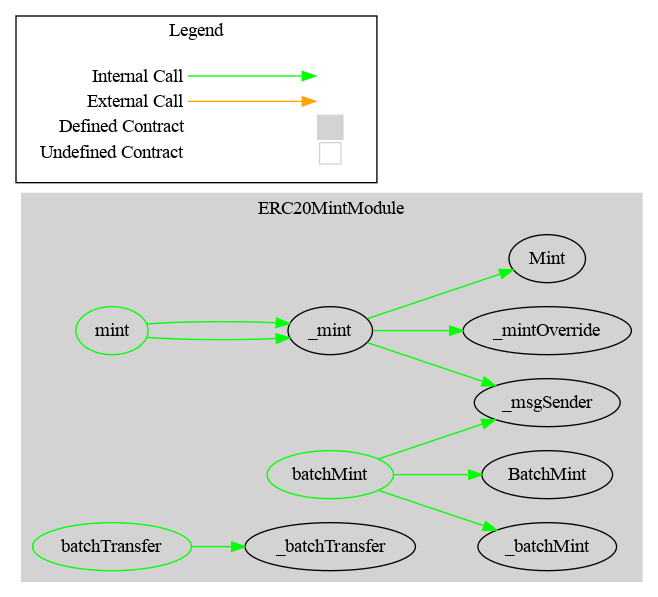 Legend
Internal Call
External Call
Defined Contract
Undefined Contract
ERC20MintModule
Mint
mint
_mint
_mintOverride
_msgSender
batchMint
BatchMint
batchTransfer
_batchTransfer
_batchMint